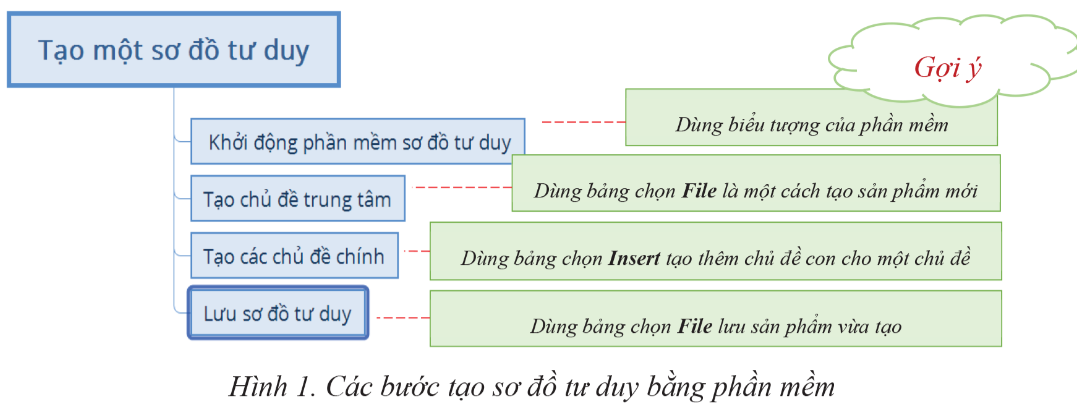 Tạo một sơ đồ tư duy
Gợi ý
Khởi động phần mềm sơ đồ tư duy
Dùng biểu tượng của phần mềm
Tạo chủ đề trung tâm
Dùng bảng chọn File là một cách tạo sản phẩm mới
Tạo các chủ đề chính
Dùng bảng chọn Insert tạo thêm chủ đề con cho một chủ đề
Lưu sơ đồ tư duy
Dùng bảng chọn File lưu sản phẩm vừa tạo
Hình 1. Các bước tạo sơ đồ tư duy bằng phần mềm